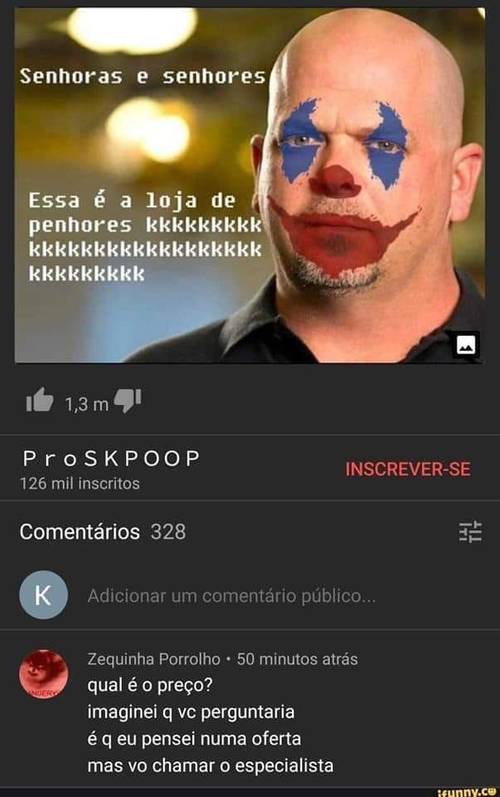 Senhoras e senhores
Essa é a loja de
penhores kkkkkkkkk
kkkkkkkkkkkkkkkkkk
kkkkkkkkk
1,3 m
ProSKPOOP
126 mil inscritos
INSCREVER-SE
Comentários 328
K
Adicionar um comentário público...
Zequinha Porrolho • 50 minutos atrás
qual é o preço?
imaginei q vc perguntaria
é q eu pensei numa oferta
mas vo chamar o especialista
ifunny.co